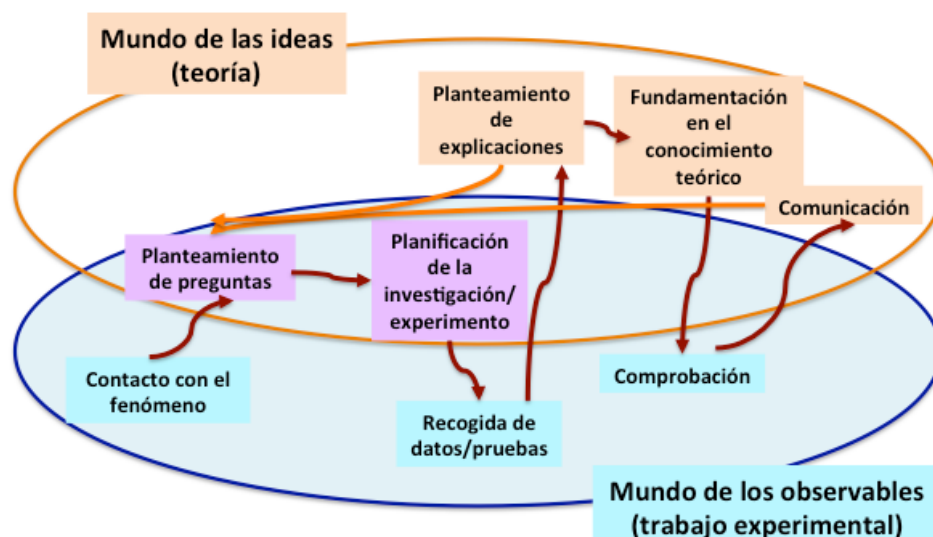 Mundo de las ideas
(teoría)
Planteamiento
de
explicaciones
Fundamentación
en el
conocimiento
teórico
Comunicación
Planteamiento
de preguntas
Planificación
de la
investigación/
experimento
Contacto con el
fenómeno
Recogida de
datos/pruebas
Comprobación
Mundo de los observables
(trabajo experimental)